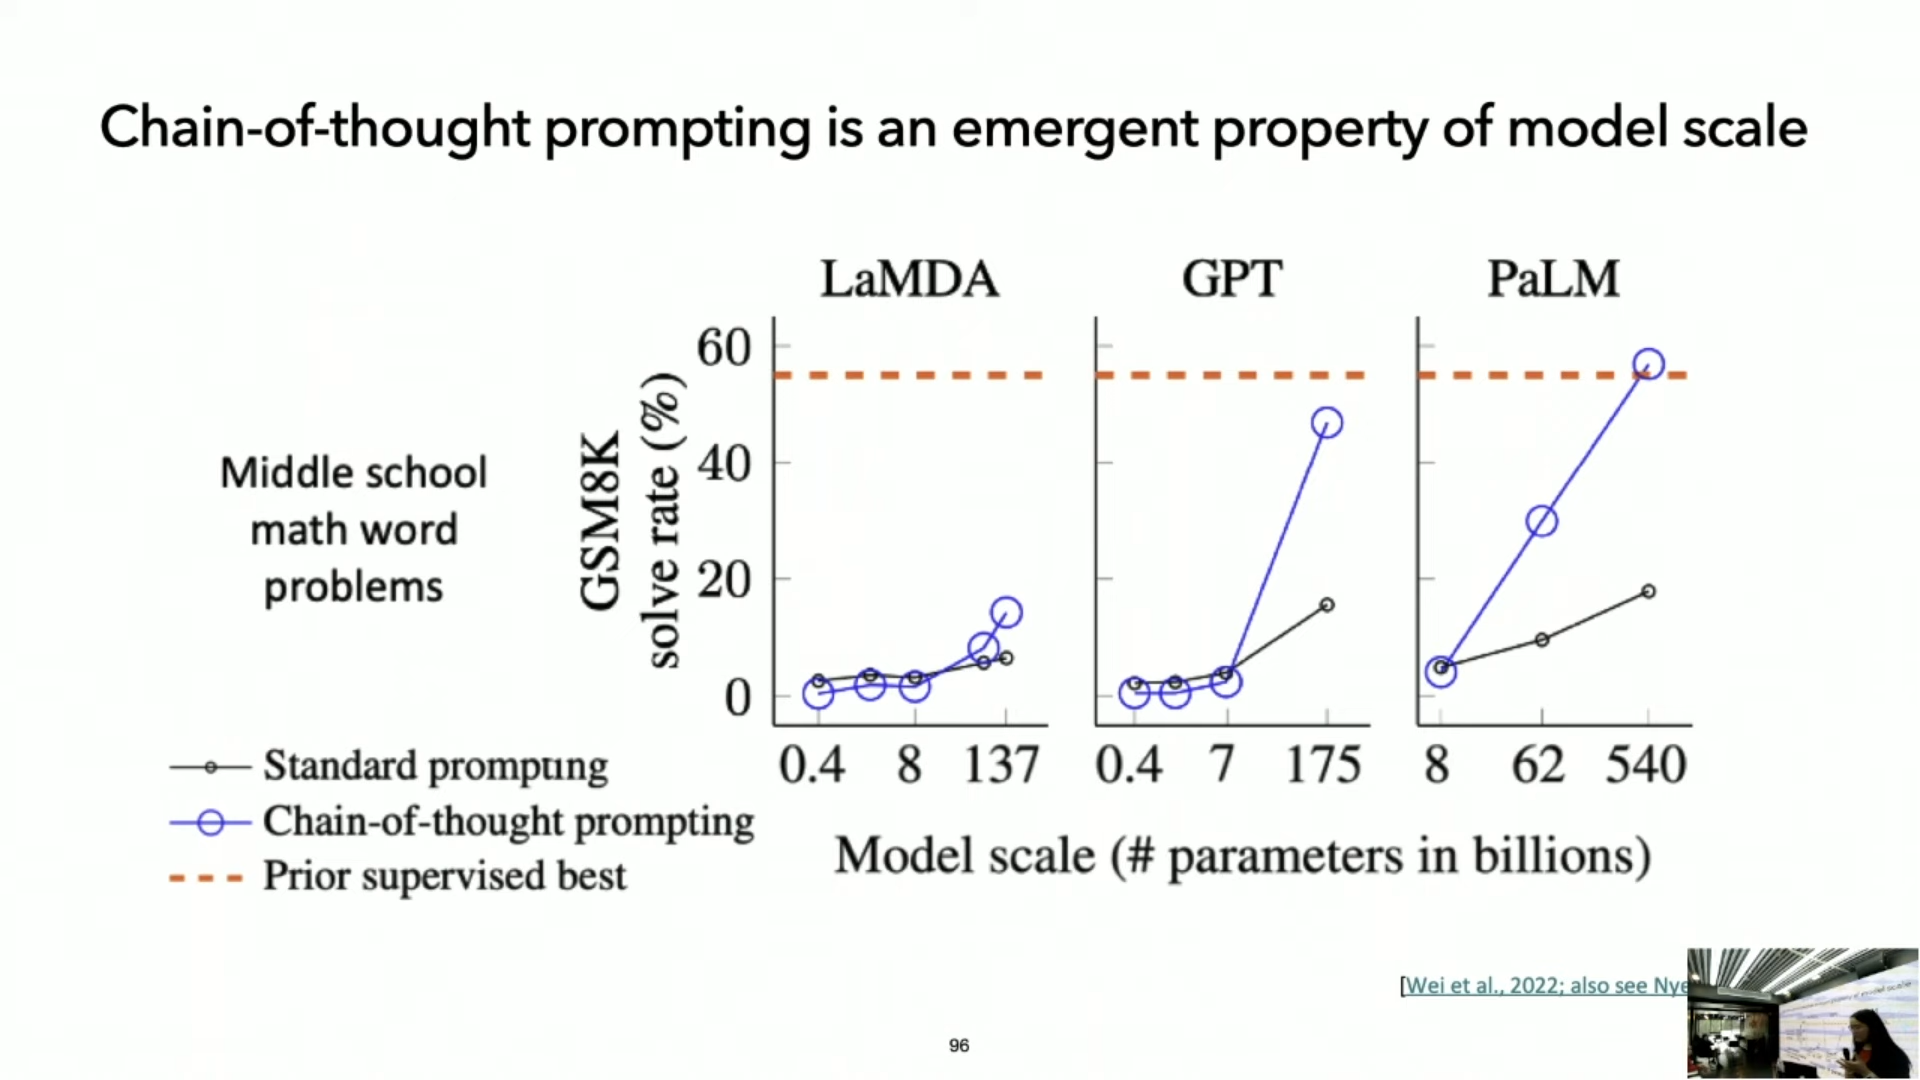 Chain-of-thought prompting is an emergent property of model scale
LaMDA
GPT
PaLM
Middle school
math word
problems
GSM8K
solve rate (%)
60
40
20
0
0.4 8 137
0.4 7 175
8 62 540
Standard prompting
Chain-of-thought prompting
Prior supervised best
Model scale (# parameters in billions)
[Wei et al., 2022; also see Nye
96